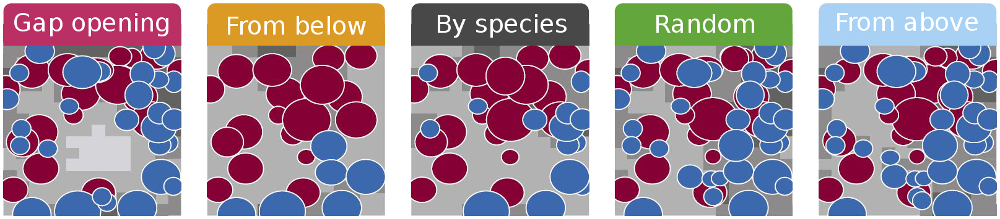 Gap opening
From below
By species
Random
From above